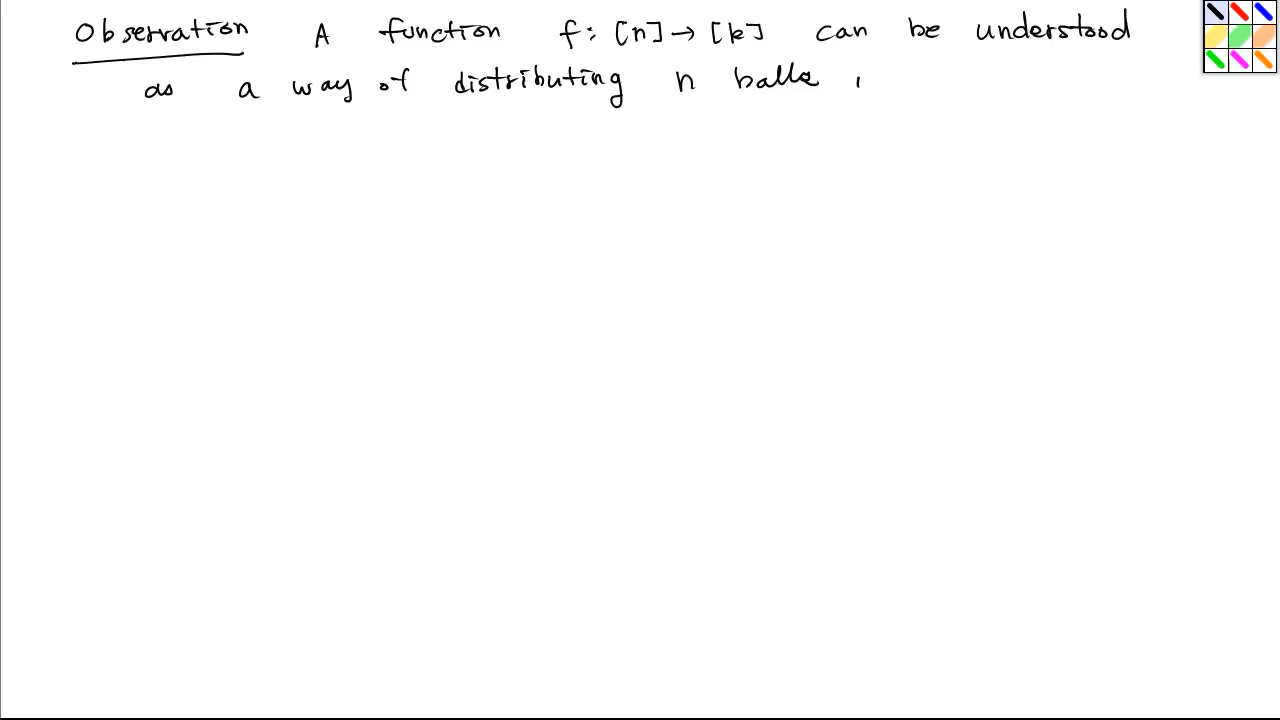 Observation A function f: [n] → [k] can be understood
as a way of distributing n balls